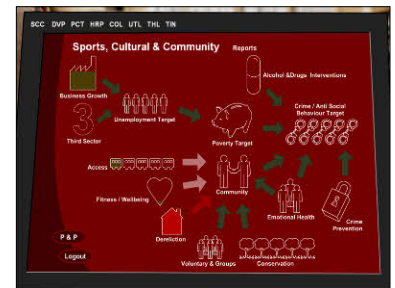 SCC DVP PCT HRP COL UTL THL TIN
Sports, Cultural & Community
Reports
Alcohol &Drugs Interventions
Business Growth
Unemployment Target
Crime / Anti Social
Behaviour Target
3
Third Sector
Poverty Target
Access
Community
Fitness / Wellbeing
Emotional Health
Crime
Prevention
Dereliction
P & P
Logout
Voluntary & Groups
Conservation